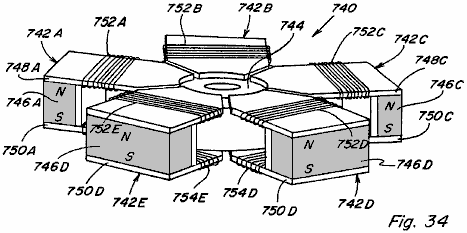 752A
752B
742B
744
740
752C
742A
742C
748A
748C
746A
N
S
N
746C
S
750A
750C
752E
752D
N
S
N
S
746D
750D
742E
754E
754D
750D
742D
746D
Fig. 34